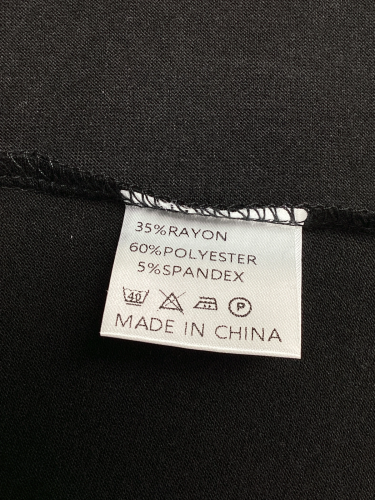 35%RAYON
60%POLYESTER
5%SPANDEX
40 P
MADE IN CHINA